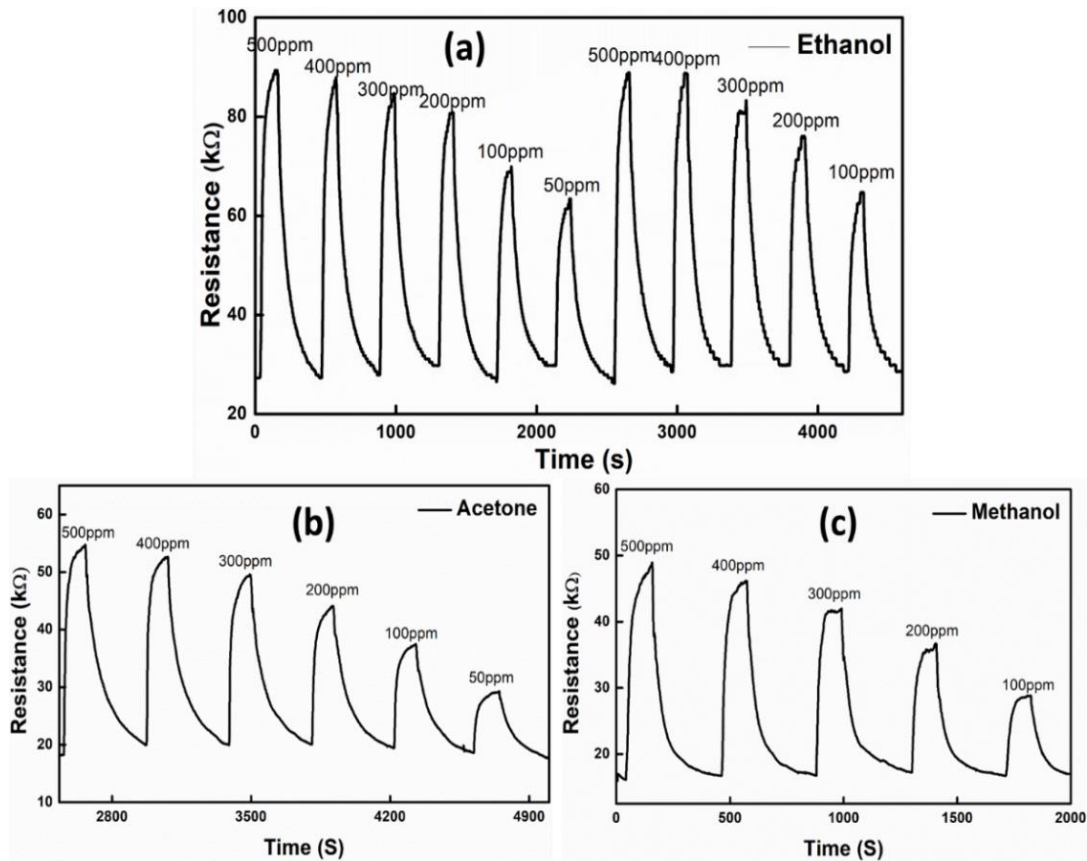 (a)
Ethanol
500ppm
400ppm
300ppm
200ppm
100ppm
50ppm
500ppm
400ppm
300ppm
200ppm
100ppm
100
80
60
40
20
Resistance (kΩ)
0
1000
2000
3000
4000
Time (s)
(b)
Acetone
500ppm
400ppm
300ppm
200ppm
100ppm
50ppm
60
50
40
30
20
10
Resistance (kΩ)
2800
3500
4200
4900
Time (S)
(c)
Methanol
500ppm
400ppm
300ppm
200ppm
100ppm
60
50
40
30
20
Resistance (kΩ)
0
500
1000
1500
2000
Time (S)